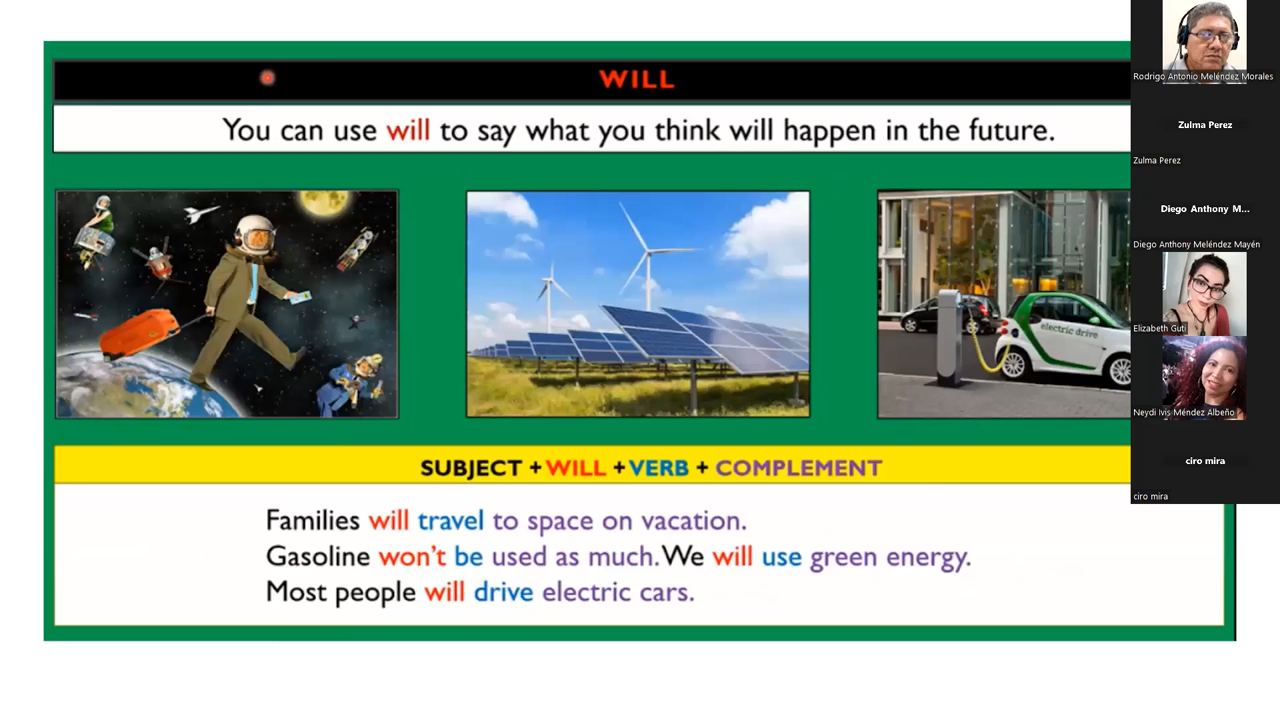 WILL
You can use will to say what you think will happen in the future.
electric drive
SUBJECT + WILL + VERB + COMPLEMENT
Families will travel to space on vacation.
Gasoline won't be used as much. We will use green energy.
Most people will drive electric cars.
Rodrigo Antonio Meléndez Morales
Zulma Perez
Zulma Perez
Diego Anthony M...
Diego Anthony Meléndez Mayén
Elizabeth Guti
Neydi Ivis Méndez Albeño
ciro mira
ciro mira